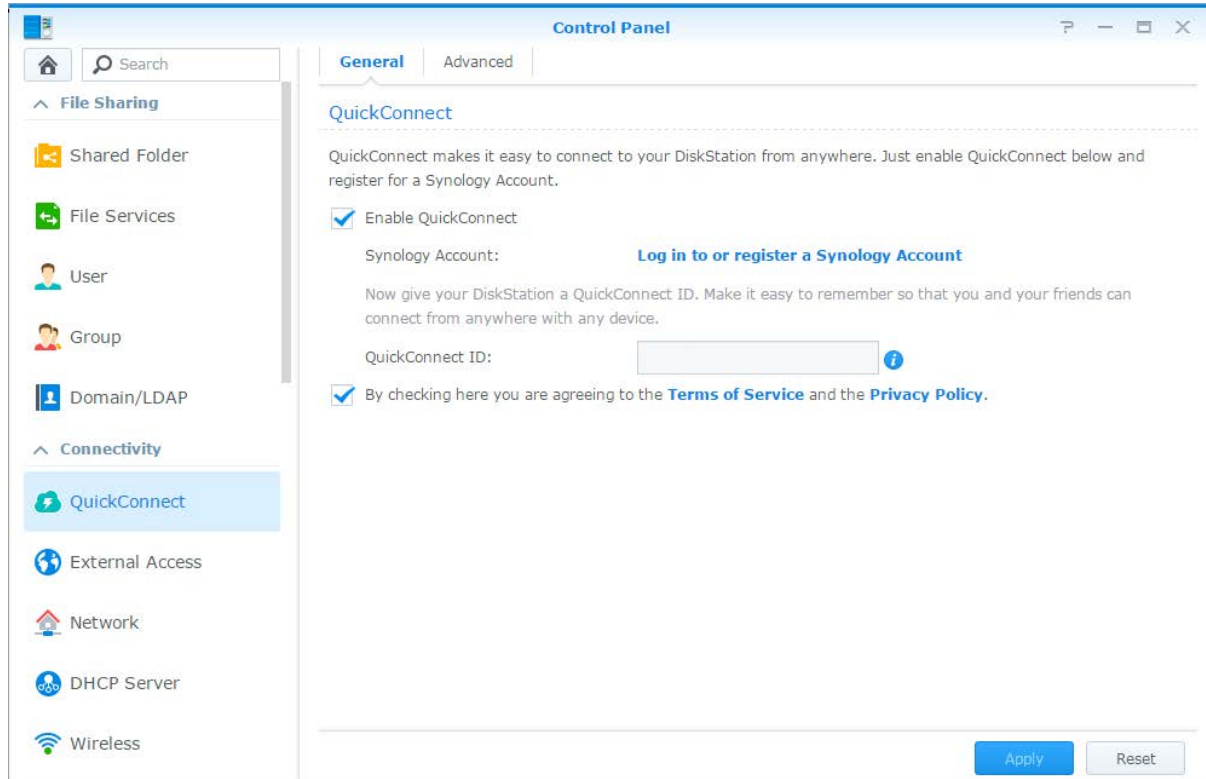 Control Panel
Search
File Sharing
Shared Folder
File Services
User
Group
Domain/LDAP
Connectivity
QuickConnect
External Access
Network
DHCP Server
Wireless
General
Advanced
QuickConnect
QuickConnect makes it easy to connect to your DiskStation from anywhere. Just enable QuickConnect below and
register for a Synology Account.
Enable QuickConnect
Synology Account: Log in to or register a Synology Account
Now give your DiskStation a QuickConnect ID. Make it easy to remember so that you and your friends can
connect from anywhere with any device.
QuickConnect ID:
By checking here you are agreeing to the Terms of Service and the Privacy Policy.
Apply
Reset